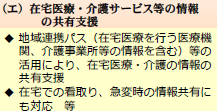 （エ）在宅医療・介護サービス等の情報
の共有支援
◆ 地域連携パス（在宅医療を行う医療機
関、介護事業所等の情報を含む）等の
活用により、在宅医療・介護の情報の
共有支援
◆ 在宅での看取り、急変時の情報共有に
も対応　等